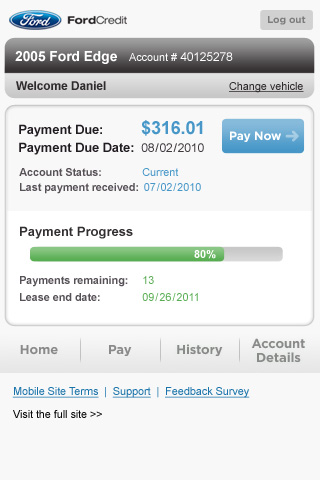 Ford FordCredit Log out
2005 Ford Edge Account # 40125278
Welcome Daniel Change vehicle
Payment Due: $316.01 Pay Now
Payment Due Date: 08/02/2010
Account Status: Current
Last payment received: 07/02/2010
Payment Progress
80%
Payments remaining: 13
Lease end date: 09/26/2011
Home Pay History Account Details
Mobile Site Terms | Support | Feedback Survey
Visit the full site >>